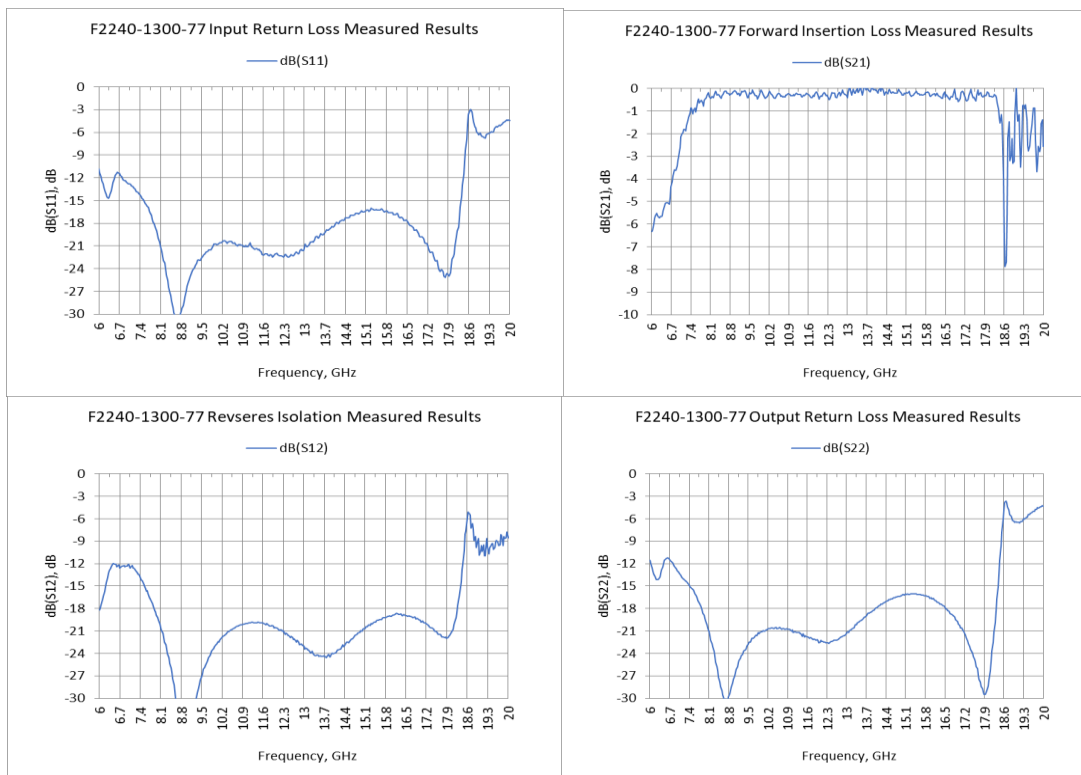 F2240-1300-77 Input Return Loss Measured Results
dB(S11)
0
-3
-6
-9
-12
-15
-18
-21
-24
-27
-30
dB(S11), dB
6 6.7 7.4 8.1 8.8 9.5 10.2 10.9 11.6 12.3 13 13.7 14.4 15.1 15.8 16.5 17.2 17.9 18.6 19.3 20
Frequency, GHz
F2240-1300-77 Forward Insertion Loss Measured Results
dB(S21)
0
-1
-2
-3
-4
-5
-6
-7
-8
-9
-10
dB(S21), dB
6 6.7 7.4 8.1 8.8 9.5 10.2 10.9 11.6 12.3 13 13.7 14.4 15.1 15.8 16.5 17.2 17.9 18.6 19.3 20
Frequency, GHz
F2240-1300-77 Revseres Isolation Measured Results
dB(S12)
0
-3
-6
-9
-12
-15
-18
-21
-24
-27
-30
dB(S12), dB
6 6.7 7.4 8.1 8.8 9.5 10.2 10.9 11.6 12.3 13 13.7 14.4 15.1 15.8 16.5 17.2 17.9 18.6 19.3 20
Frequency, GHz
F2240-1300-77 Output Return Loss Measured Results
dB(S22)
0
-3
-6
-9
-12
-15
-18
-21
-24
-27
-30
dB(S22), dB
6 6.7 7.4 8.1 8.8 9.5 10.2 10.9 11.6 12.3 13 13.7 14.4 15.1 15.8 16.5 17.2 17.9 18.6 19.3 20
Frequency, GHz